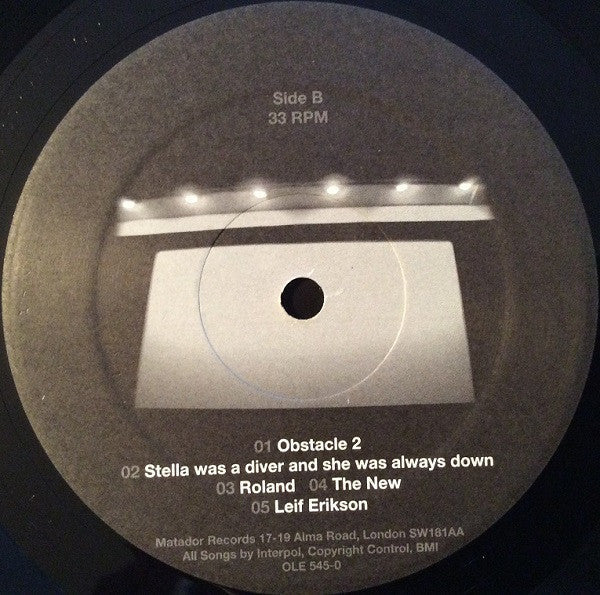 Side B
33 RPM
01 Obstacle 2
02 Stella was a diver and she was always down
03 Roland 04 The New
05 Leif Erikson
Matador Records 17-19 Alma Road, London SW181AA
All Songs by Interpol, Copyright Control, BMI
OLE 545-0